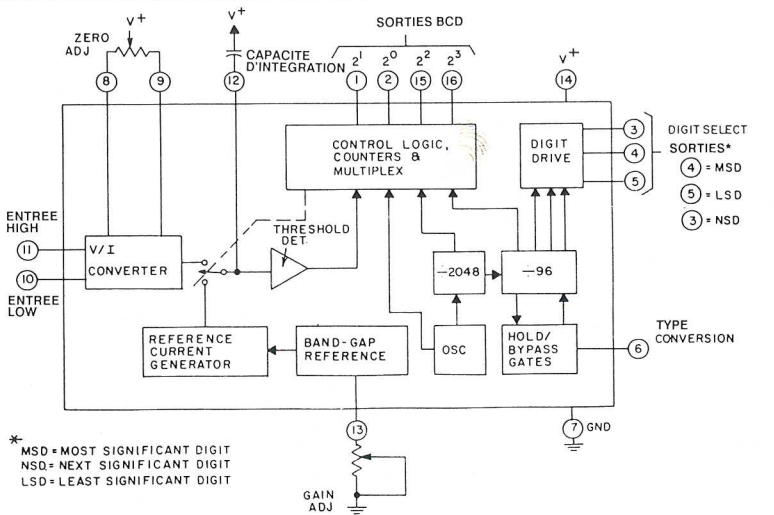 V+
ZERO
ADJ
8
9
V+
CAPACITE
D'INTEGRATION
12
SORTIES BCD
2¹ 2⁰ 2² 2³
1 2 15 16
V+
14
CONTROL LOGIC,
COUNTERS &
MULTIPLEX
DIGIT
DRIVE
3
4
5
DIGIT SELECT
SORTIES*
4 = MSD
5 = LSD
3 = NSD
ENTREE
HIGH
11
10
ENTREE
LOW
V/I
CONVERTER
THRESHOLD
DET.
−2048
−96
REFERENCE
CURRENT
GENERATOR
BAND-GAP
REFERENCE
OSC
HOLD/
BYPASS
GATES
6
TYPE
CONVERSION
7 GND
13
GAIN
ADJ
*
MSD = MOST SIGNIFICANT DIGIT
NSD = NEXT SIGNIFICANT DIGIT
LSD = LEAST SIGNIFICANT DIGIT